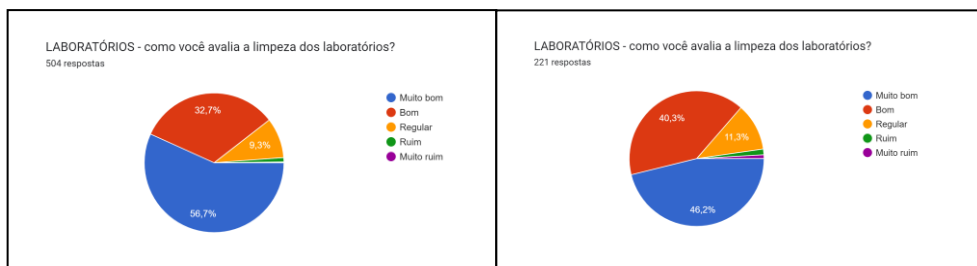 LABORATÓRIOS - como você avalia a limpeza dos laboratórios?
504 respostas
32,7%
9,3%
56,7%
Muito bom
Bom
Regular
Ruim
Muito ruim
LABORATÓRIOS - como você avalia a limpeza dos laboratórios?
221 respostas
40,3%
11,3%
46,2%
Muito bom
Bom
Regular
Ruim
Muito ruim